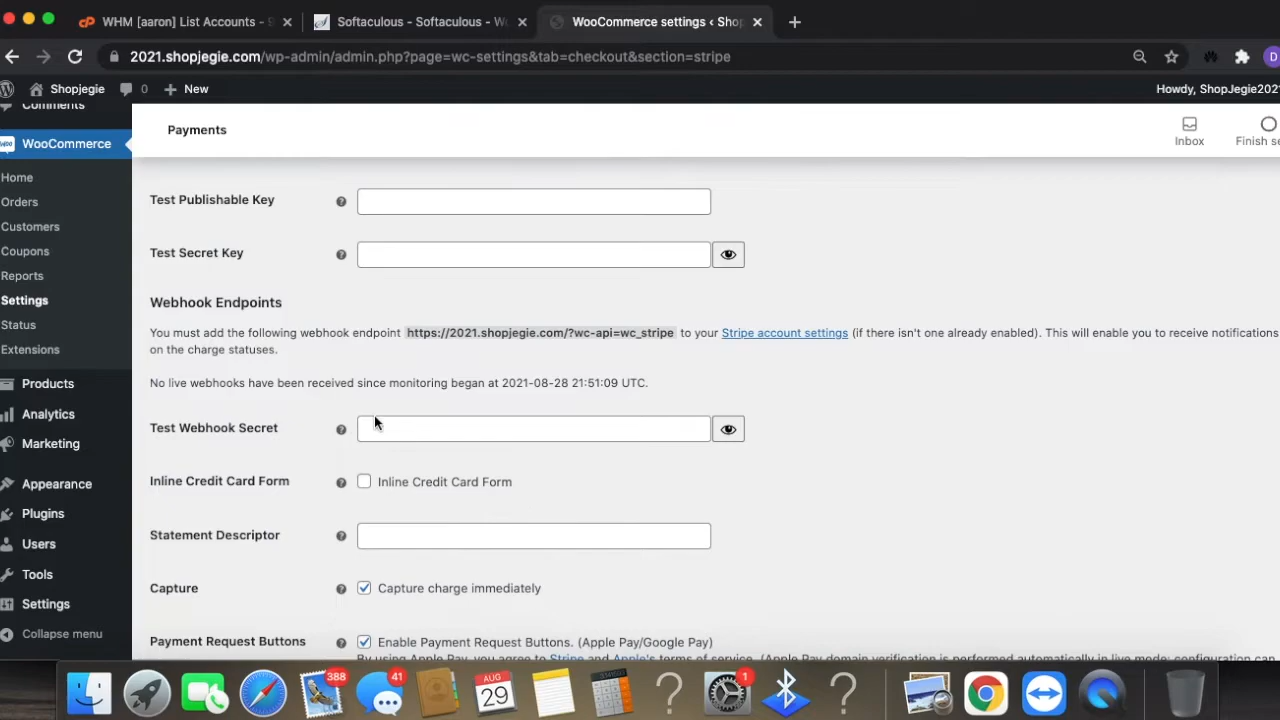 WHM [aaron] List Accounts - S
Softaculous - Softaculous - W
WooCommerce settings ‹ Shop
2021.shopjegie.com/wp-admin/admin.php?page=wc-settings&tab=checkout&section=stripe
D
Shopjegie
0
New
Howdy, ShopJegie2021
Comments
WooCommerce
Home
Orders
Customers
Coupons
Reports
Settings
Status
Extensions
Products
Analytics
Marketing
Appearance
Plugins
Users
Tools
Settings
Collapse menu
Payments
Inbox
Finish se
Test Publishable Key
Test Secret Key
Webhook Endpoints
You must add the following webhook endpoint https://2021.shopjegie.com/?wc-api=wc_stripe to your Stripe account settings (if there isn't one already enabled). This will enable you to receive notifications
on the charge statuses.
No live webhooks have been received since monitoring began at 2021-08-28 21:51:09 UTC.
Test Webhook Secret
Inline Credit Card Form
Inline Credit Card Form
Statement Descriptor
Capture
Capture charge immediately
Payment Request Buttons
Enable Payment Request Buttons. (Apple Pay/Google Pay)
By using Apple Pay, you agree to Stripe and Apple's terms of service. (Apple Pay domain verification is performed automatically in live mode; configuration can
388
41
AUG
29
1